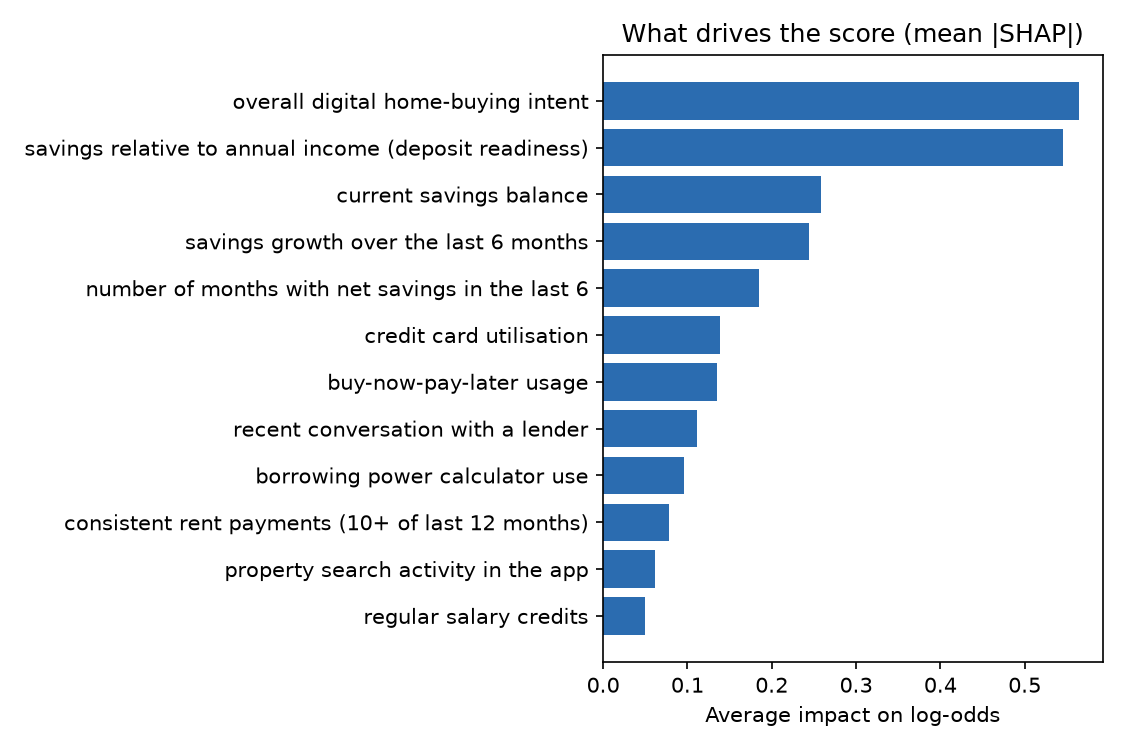 What drives the score (mean |SHAP|)
overall digital home-buying intent
savings relative to annual income (deposit readiness)
current savings balance
savings growth over the last 6 months
number of months with net savings in the last 6
credit card utilisation
buy-now-pay-later usage
recent conversation with a lender
borrowing power calculator use
consistent rent payments (10+ of last 12 months)
property search activity in the app
regular salary credits
0.0 0.1 0.2 0.3 0.4 0.5
Average impact on log-odds